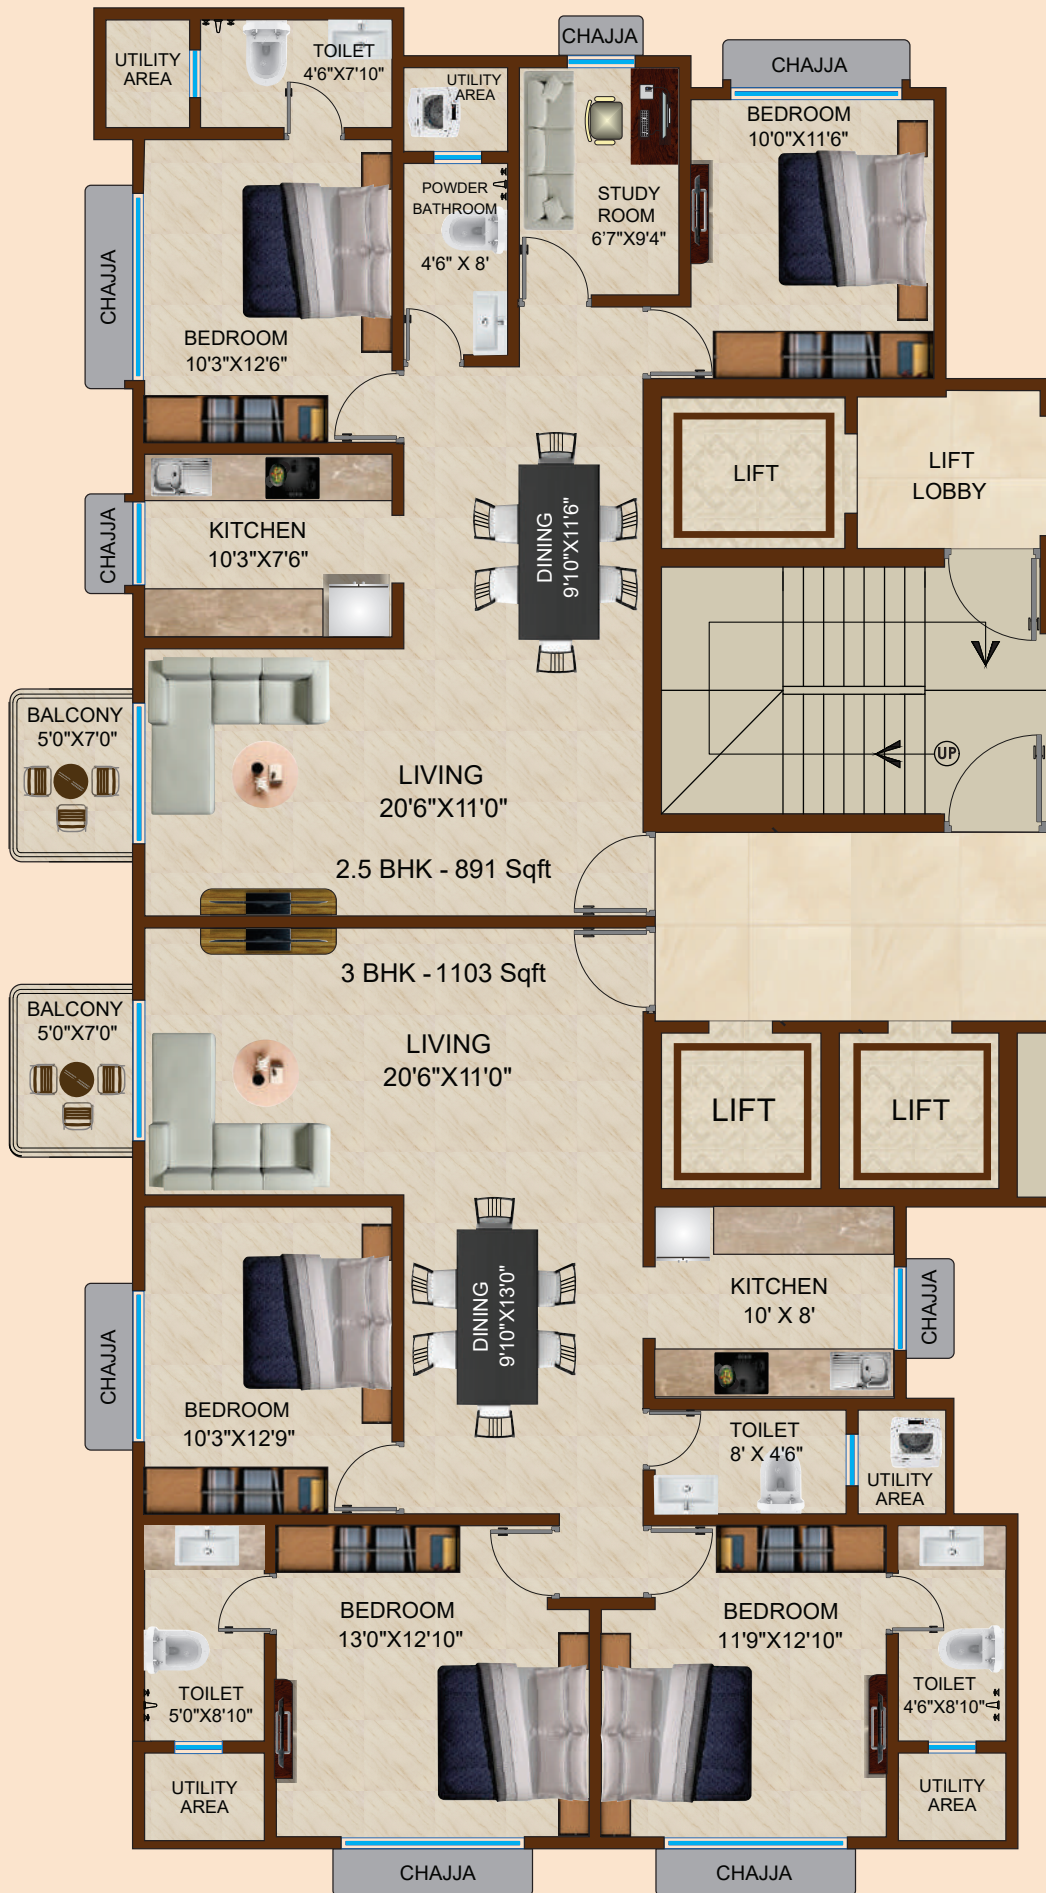 CHAJJA
UTILITY
AREA
TOILET
4'6"X7'10"
UTILITY
AREA
CHAJJA
BEDROOM
10'0"X11'6"
POWDER
BATHROOM
4'6" X 8'
STUDY
ROOM
6'7"X9'4"
CHAJJA
BEDROOM
10'3"X12'6"
LIFT
LIFT
LOBBY
CHAJJA
KITCHEN
10'3"X7'6"
DINING
9'10"X11'6"
BALCONY
5'0"X7'0"
LIVING
20'6"X11'0"
UP
2.5 BHK - 891 Sqft
3 BHK - 1103 Sqft
BALCONY
5'0"X7'0"
LIVING
20'6"X11'0"
LIFT
LIFT
DINING
9'10"X13'0"
KITCHEN
10' X 8'
CHAJJA
CHAJJA
BEDROOM
10'3"X12'9"
TOILET
8' X 4'6"
UTILITY
AREA
BEDROOM
13'0"X12'10"
BEDROOM
11'9"X12'10"
TOILET
5'0"X8'10"
TOILET
4'6"X8'10"
UTILITY
AREA
UTILITY
AREA
CHAJJA
CHAJJA